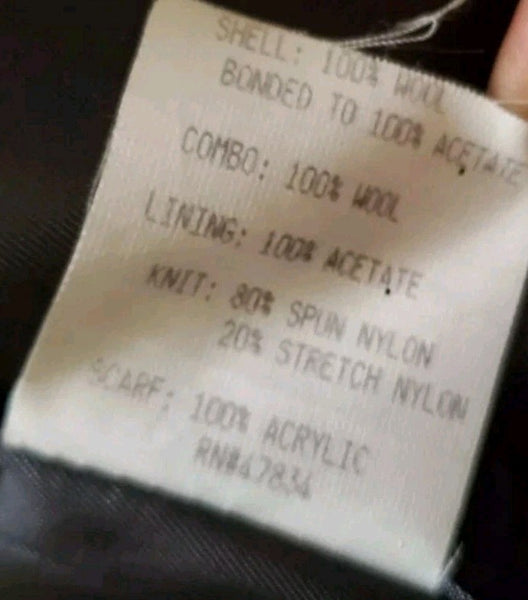 SHELL: 100% WOOL
BONDED TO 100% ACETATE
COMBO: 100% WOOL
LINING: 100% ACETATE
KNIT: 80% SPUN NYLON
20% STRETCH NYLON
SCARF: 100% ACRYLIC
RN#47834